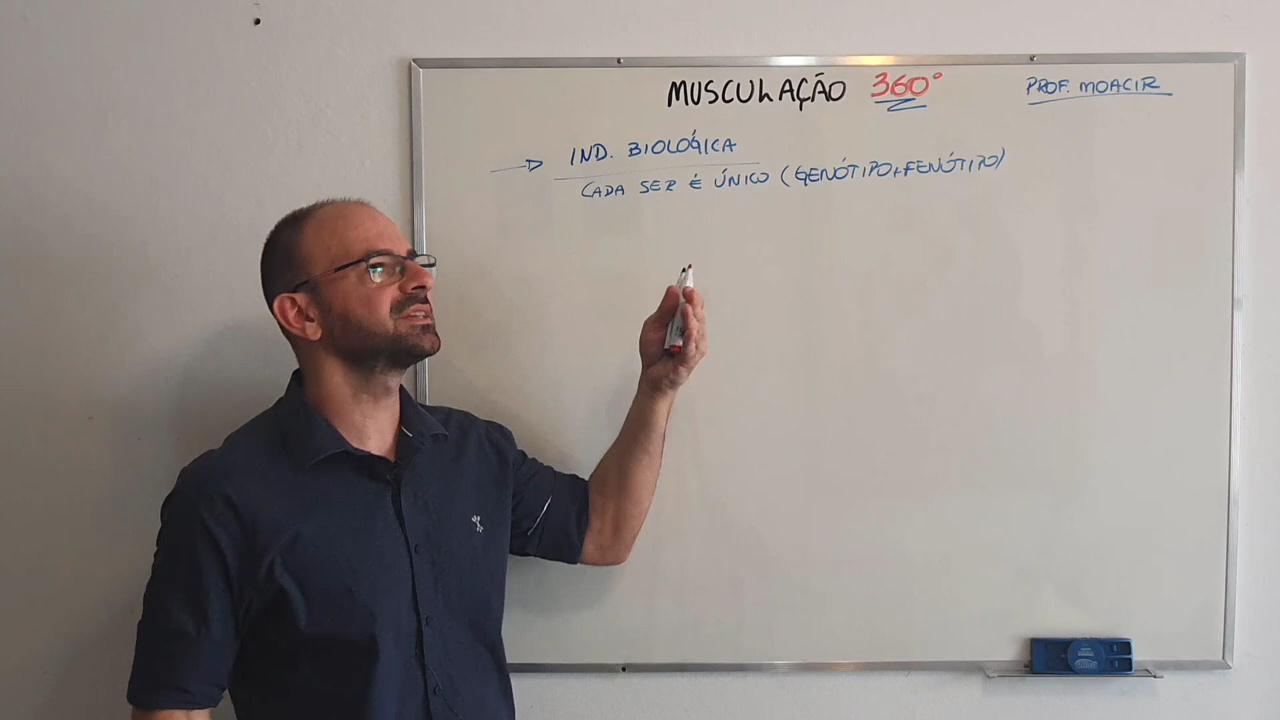 MUSCULAÇÃO 360°
PROF. MOACIR
IND. BIOLÓGICA
CADA SER É ÚNICO (GENÓTIPO+FENÓTIPO)